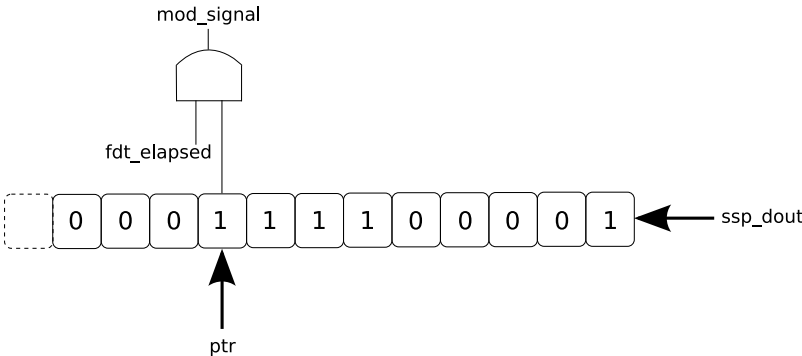 mod_signal
fdt_elapsed
0 0 0 1 1 1 1 0 0 0 0 1
ssp_dout
ptr